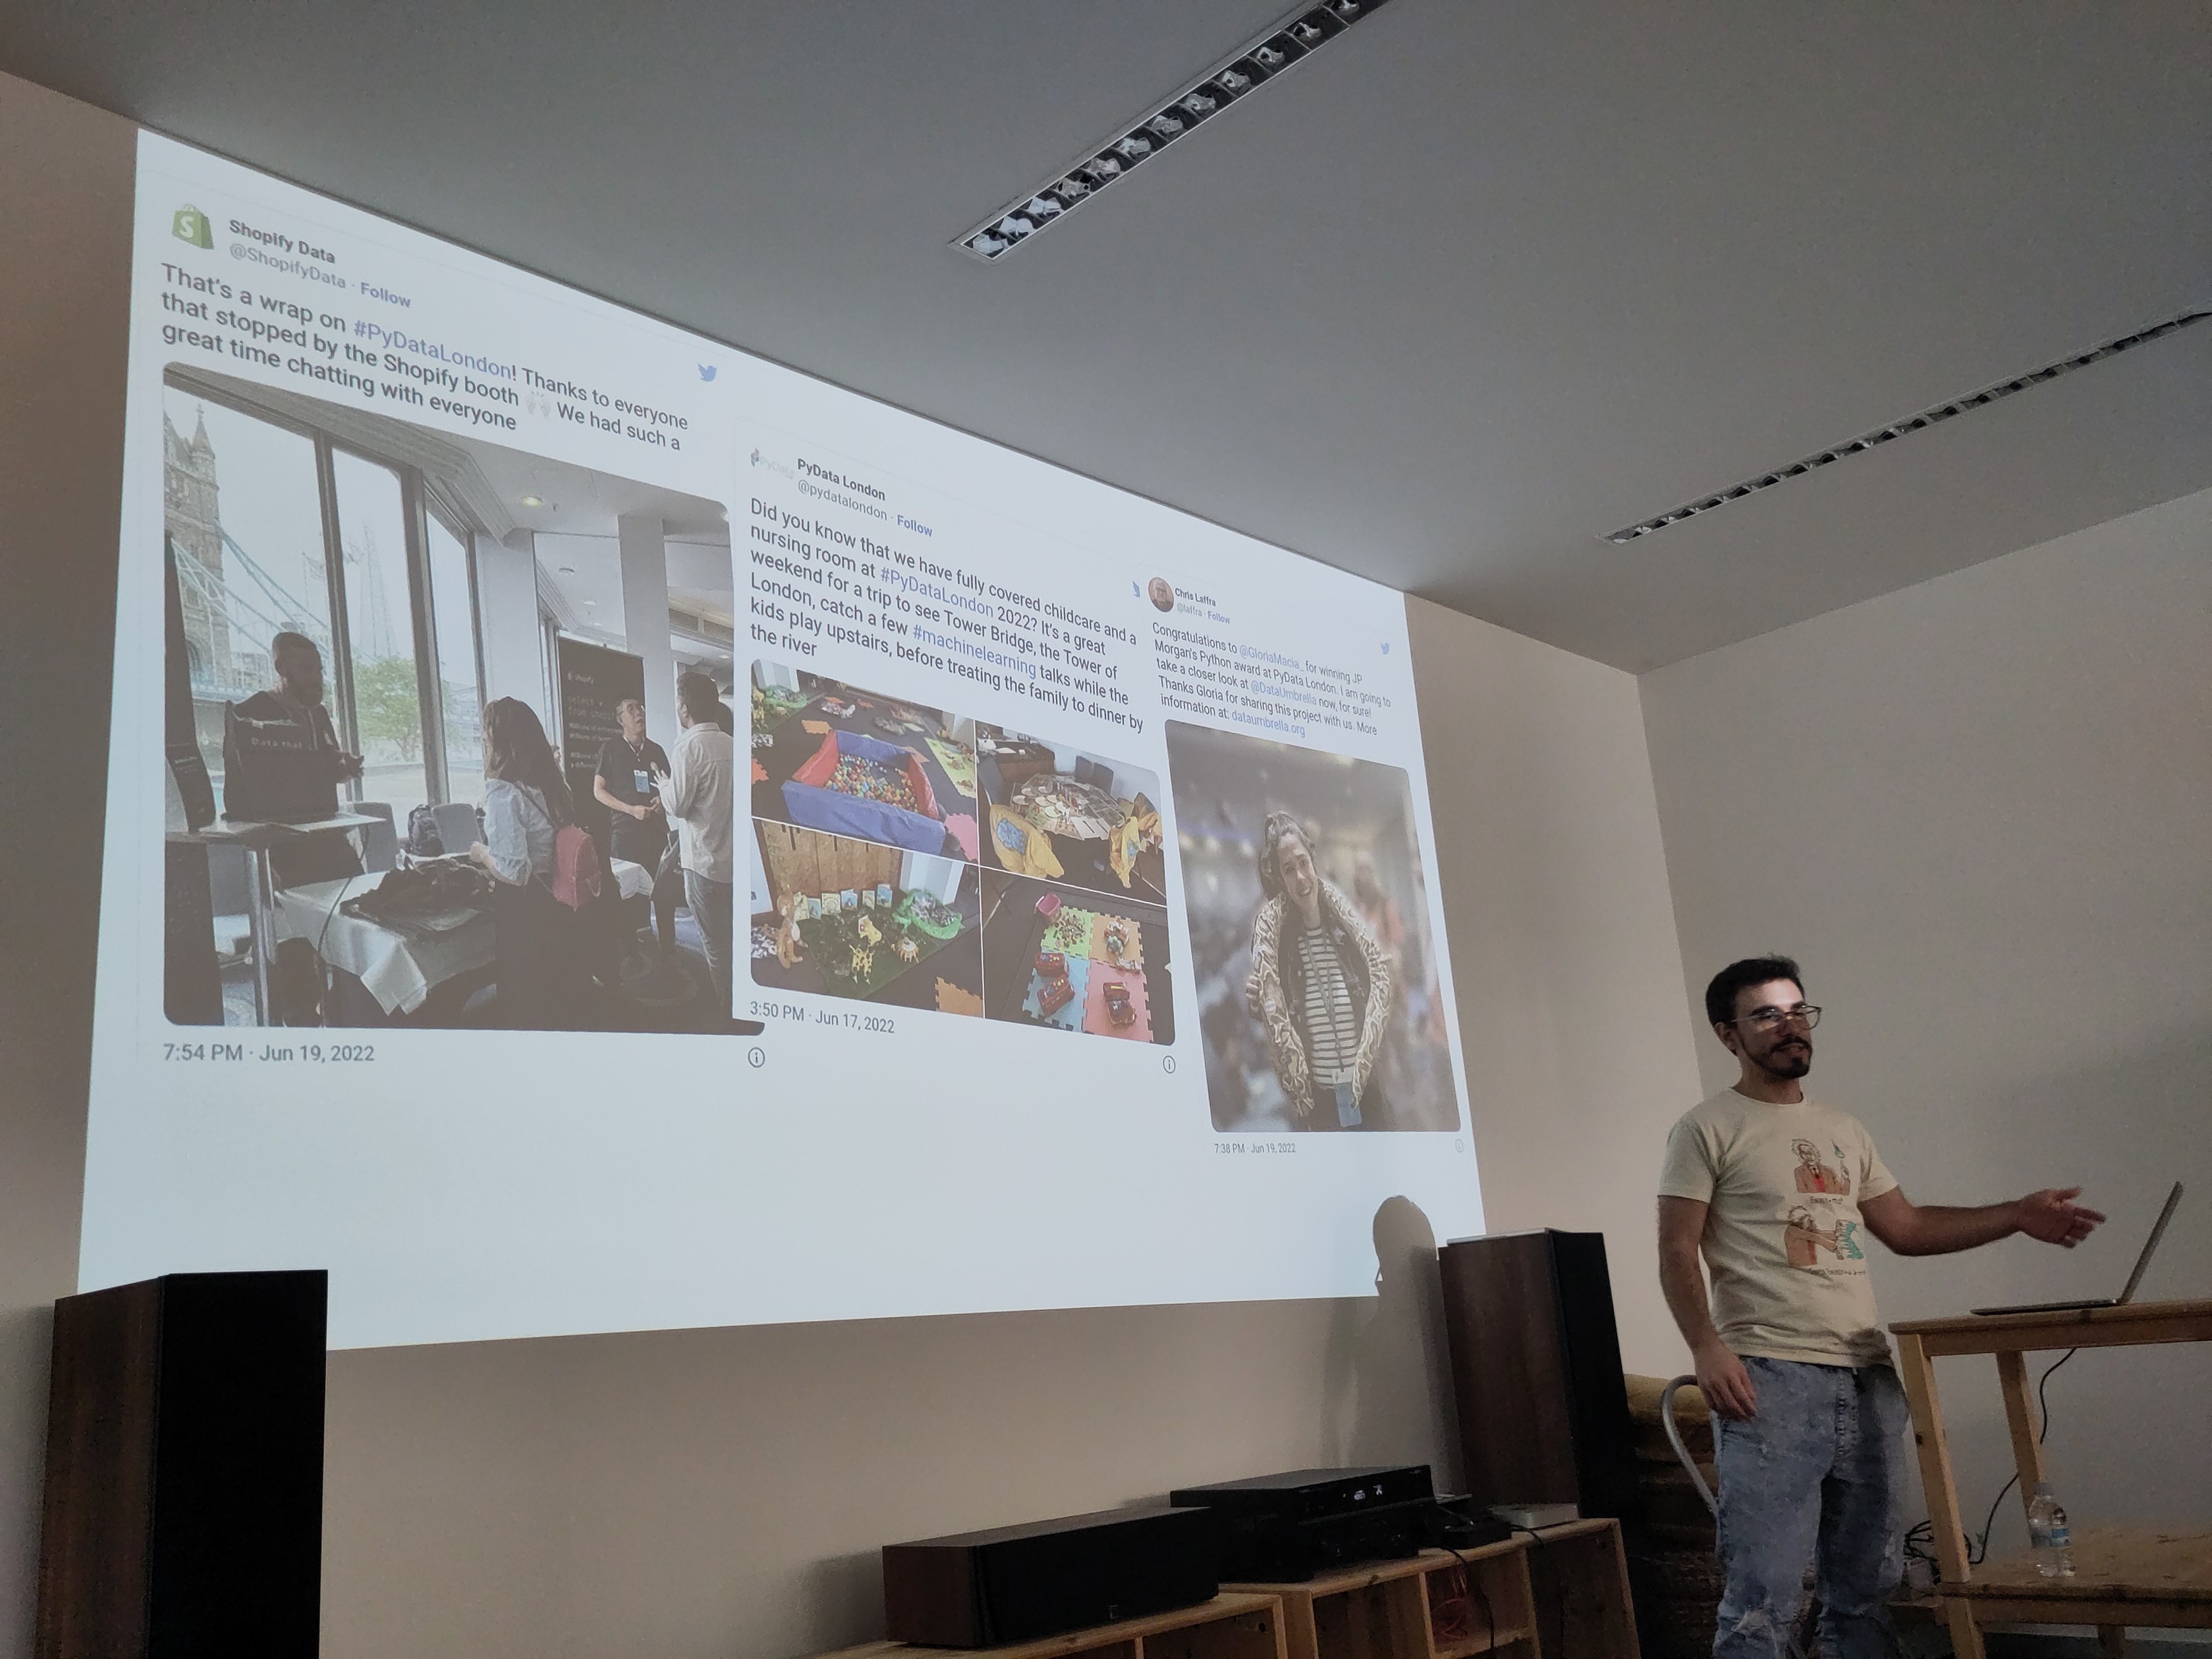 Shopify Data
@ShopifyData · Follow
That's a wrap on #PyDataLondon! Thanks to everyone
that stopped by the Shopify booth 🙌 We had such a
great time chatting with everyone
shopify
Data that
7:54 PM · Jun 19, 2022
PyData
PyData London
@pydatalondon · Follow
Did you know that we have fully covered childcare and a
nursing room at #PyDataLondon 2022? It's a great
weekend for a trip to see Tower Bridge, the Tower of
London, catch a few #machinelearning talks while the
kids play upstairs, before treating the family to dinner by
the river
3:50 PM · Jun 17, 2022
Chris Laffra
@laffra · Follow
Congratulations to @GloriaMacia_ for winning JP
Morgan's Python award at PyData London. I am going to
take a closer look at @DataUmbrella now, for sure!
Thanks Gloria for sharing this project with us. More
information at: dataumbrella.org
7:38 PM · Jun 19, 2022